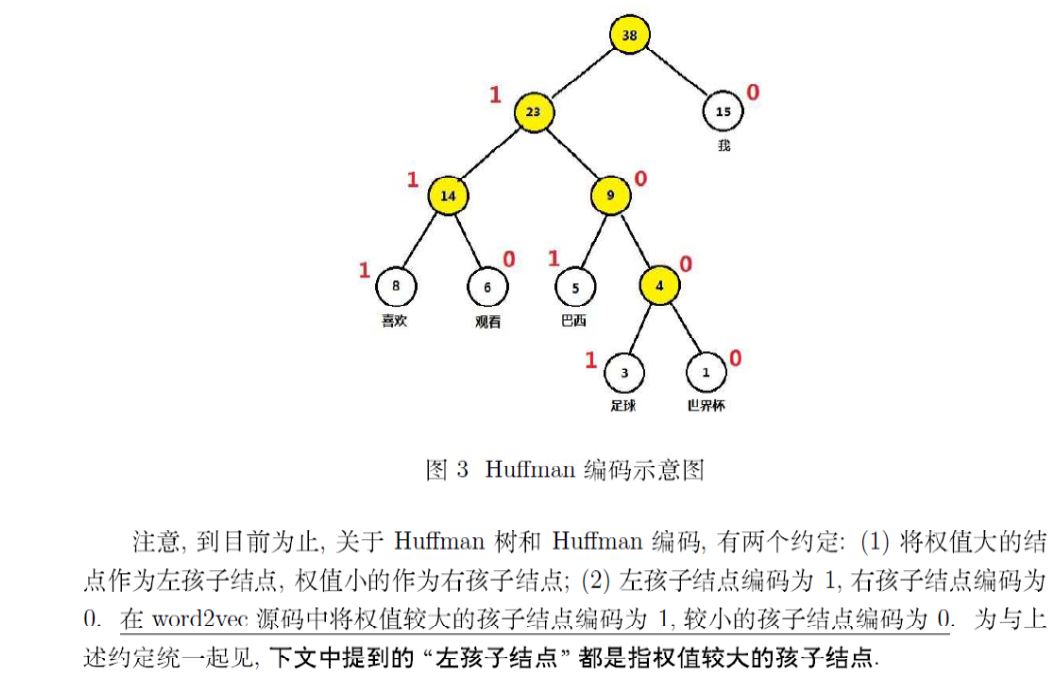 38
1
23
15
0
我
1
14
9
0
1
8
6
0
1
5
4
0
喜欢
观看
巴西
1
3
1
0
足球
世界杯
图 3 Huffman 编码示意图
注意, 到目前为止, 关于 Huffman 树和 Huffman 编码, 有两个约定: (1) 将权值大的结
点作为左孩子结点, 权值小的作为右孩子结点; (2) 左孩子结点编码为 1, 右孩子结点编码为
0. 在 word2vec 源码中将权值较大的孩子结点编码为 1, 较小的孩子结点编码为 0. 为与上
述约定统一起见, 下文中提到的 “左孩子结点” 都是指权值较大的孩子结点.